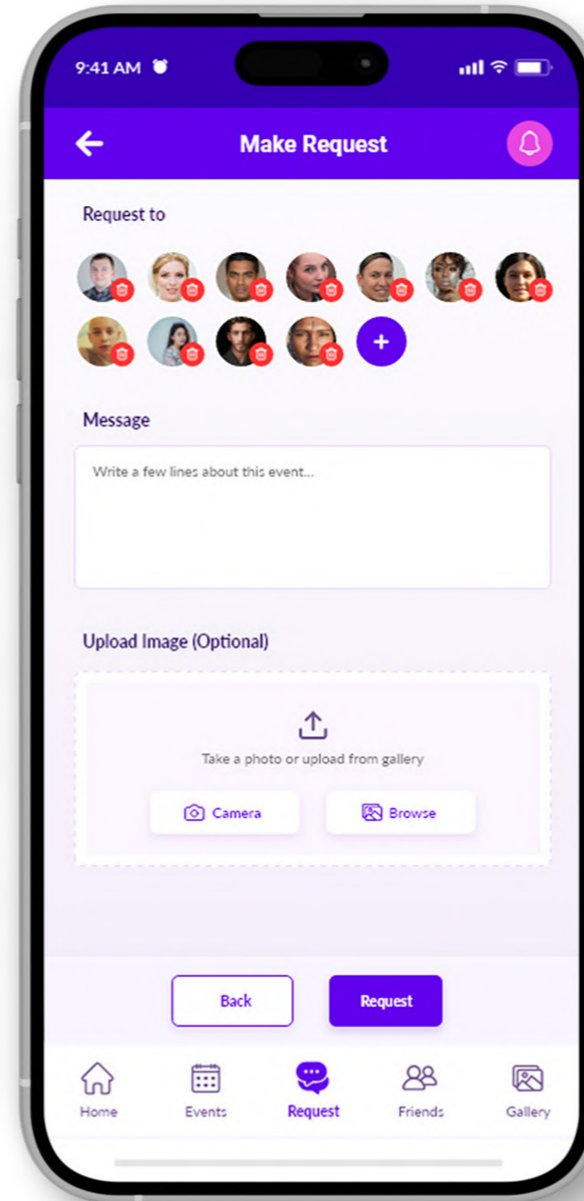 9:41 AM
Make Request
Request to
Message
Write a few lines about this event...
Upload Image (Optional)
Take a photo or upload from gallery
Camera
Browse
Back
Request
Home
Events
Request
Friends
Gallery